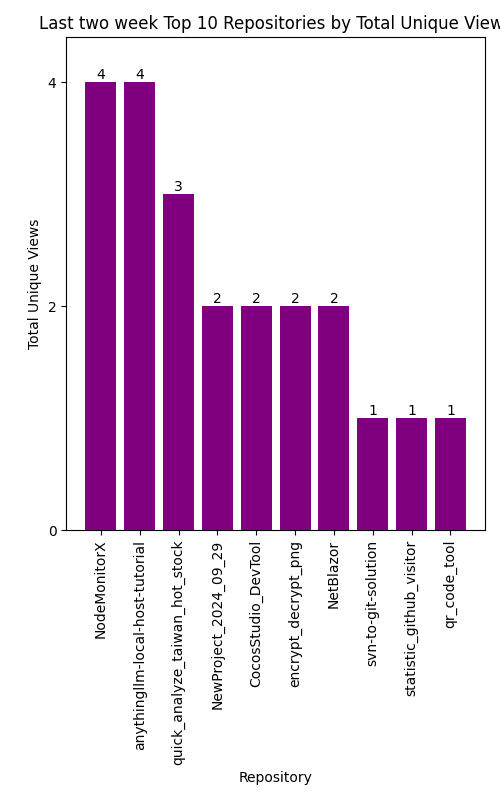 Last two week Top 10 Repositories by Total Unique View
4
2
0
Total Unique Views
4
4
3
2
2
2
2
1
1
1
NodeMonitorX
anythingllm-local-host-tutorial
quick_analyze_taiwan_hot_stock
NewProject_2024_09_29
CocosStudio_DevTool
encrypt_decrypt_png
NetBlazor
svn-to-git-solution
statistic_github_visitor
qr_code_tool
Repository